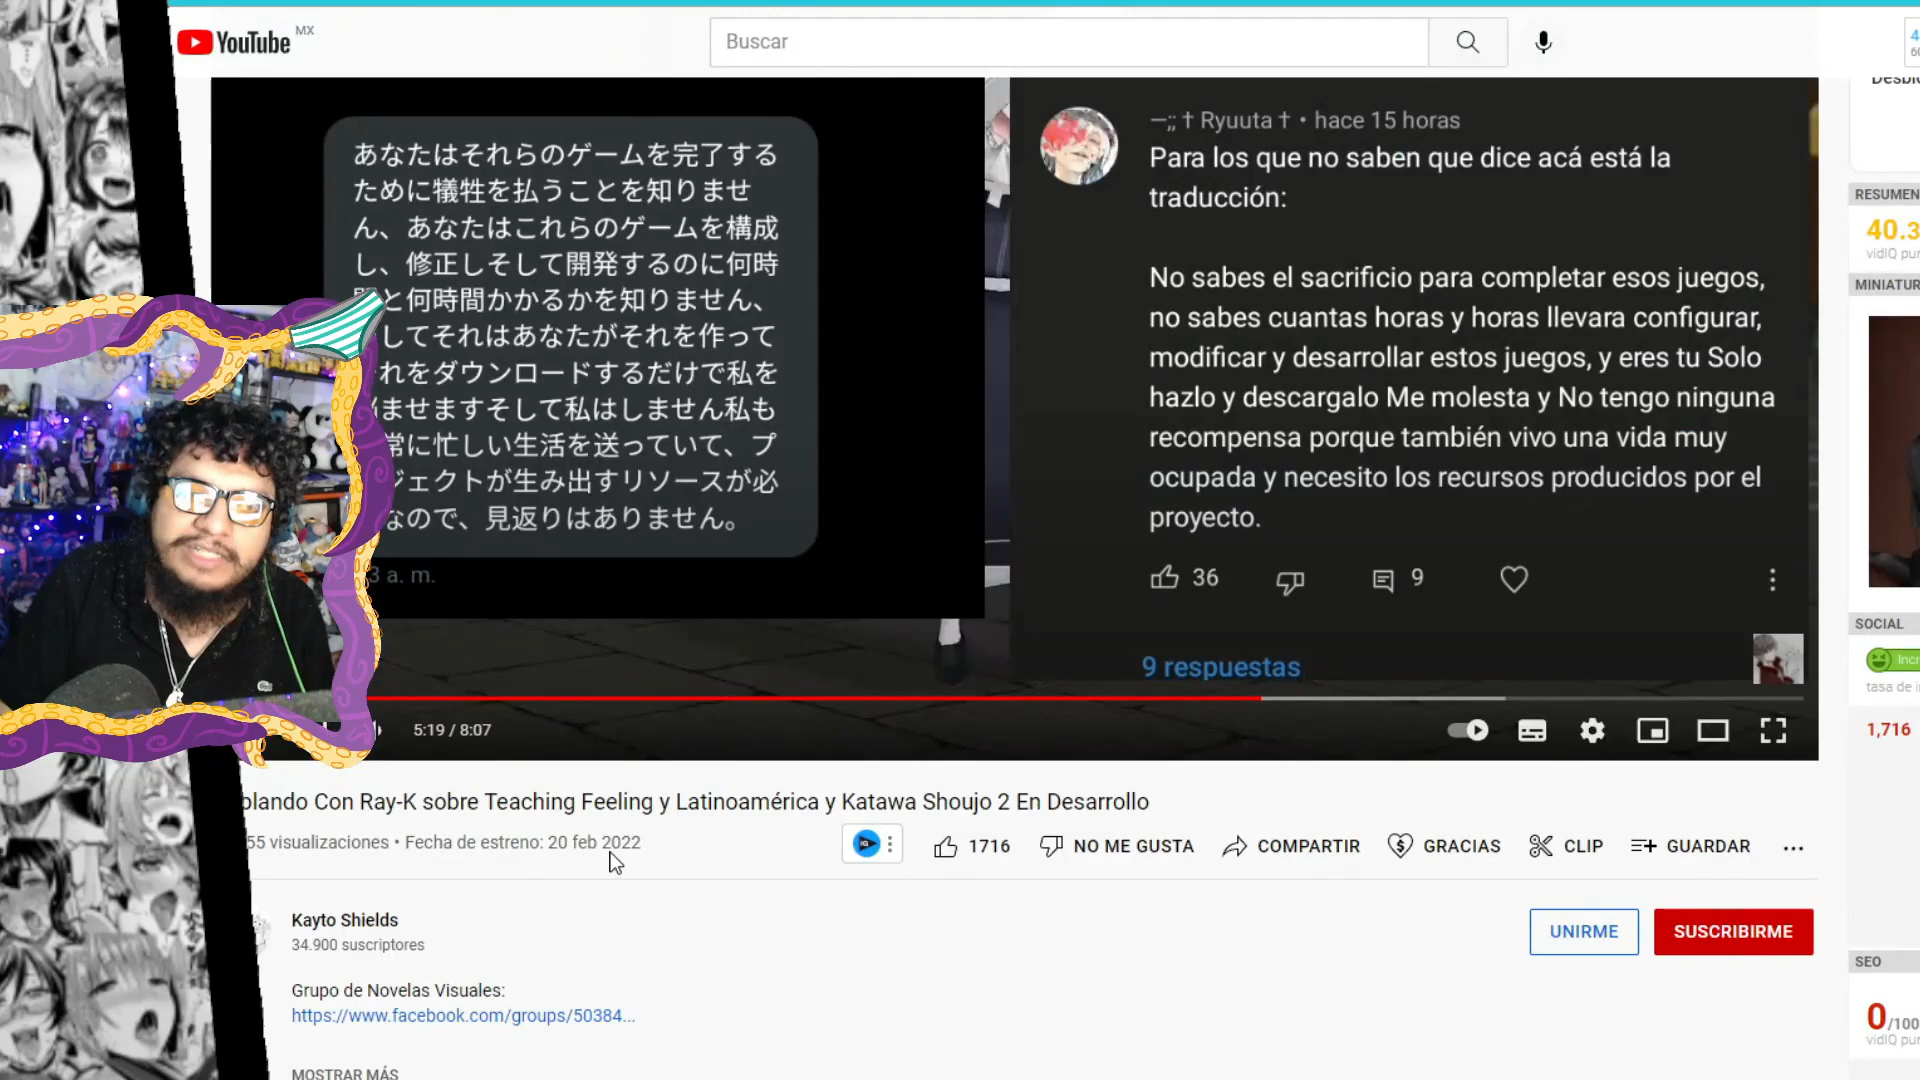 YouTube MX
Buscar
あなたはそれらのゲームを完了する
ために犠牲を払うことを知りませ
ん、あなたはこれらのゲームを構成
し、修正しそして開発するのに何時
と何時間かかるかを知りません、
してそれはあなたがそれを作って
れをダウンロードするだけで私を
ませますそして私はしません私も
常に忙しい生活を送っていて、プ
ジェクトが生み出すリソースが必
なので、見返りはありません。
3 a. m.
—;; † Ryuuta † • hace 15 horas
Para los que no saben que dice acá está la
traducción:
No sabes el sacrificio para completar esos juegos,
no sabes cuantas horas y horas llevara configurar,
modificar y desarrollar estos juegos, y eres tu Solo
hazlo y descargalo Me molesta y No tengo ninguna
recompensa porque también vivo una vida muy
ocupada y necesito los recursos producidos por el
proyecto.
36
9
9 respuestas
5:19 / 8:07
blando Con Ray-K sobre Teaching Feeling y Latinoamérica y Katawa Shoujo 2 En Desarrollo
55 visualizaciones • Fecha de estreno: 20 feb 2022
1716
NO ME GUSTA
COMPARTIR
GRACIAS
CLIP
GUARDAR
Kayto Shields
34.900 suscriptores
UNIRME
SUSCRIBIRME
Grupo de Novelas Visuales:
https://www.facebook.com/groups/50384...
MOSTRAR MÁS
RESUMEN
40.3
vidIQ pun
MINIATUR
SOCIAL
Incr
tasa de i
1,716
SEO
0/100
vidIQ pun